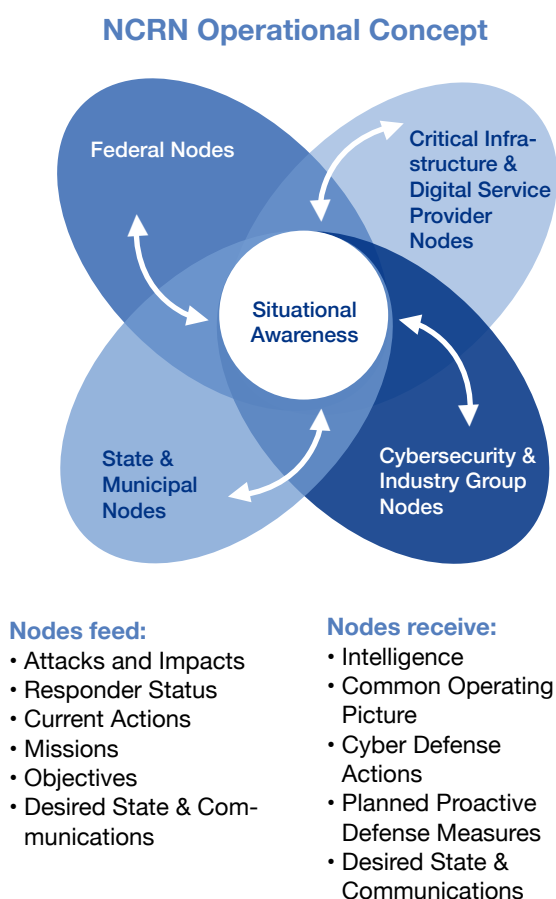 NCRN Operational Concept
Federal Nodes
Critical Infra-
structure &
Digital Service
Provider
Nodes
Situational
Awareness
State &
Municipal
Nodes
Cybersecurity &
Industry Group
Nodes
Nodes feed:
• Attacks and Impacts
• Responder Status
• Current Actions
• Missions
• Objectives
• Desired State & Com-
munications
Nodes receive:
• Intelligence
• Common Operating
Picture
• Cyber Defense
Actions
• Planned Proactive
Defense Measures
• Desired State &
Communications